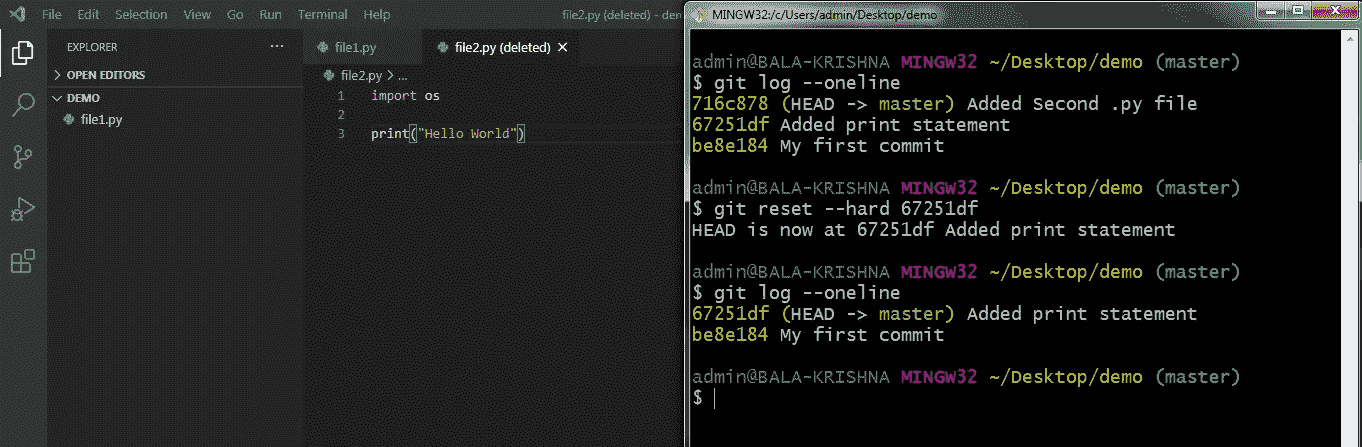 File Edit Selection View Go Run Terminal Help
file2.py (deleted) - den
EXPLORER
OPEN EDITORS
DEMO
file1.py
file1.py
file2.py (deleted)
file2.py > ...
1 import os
2
3 print("Hello World")
MINGW32:/c/Users/admin/Desktop/demo
admin@BALA-KRISHNA MINGW32 ~/Desktop/demo (master)
$ git log --oneline
716c878 (HEAD -> master) Added Second .py file
67251df Added print statement
be8e184 My first commit
admin@BALA-KRISHNA MINGW32 ~/Desktop/demo (master)
$ git reset --hard 67251df
HEAD is now at 67251df Added print statement
admin@BALA-KRISHNA MINGW32 ~/Desktop/demo (master)
$ git log --oneline
67251df (HEAD -> master) Added print statement
be8e184 My first commit
admin@BALA-KRISHNA MINGW32 ~/Desktop/demo (master)
$